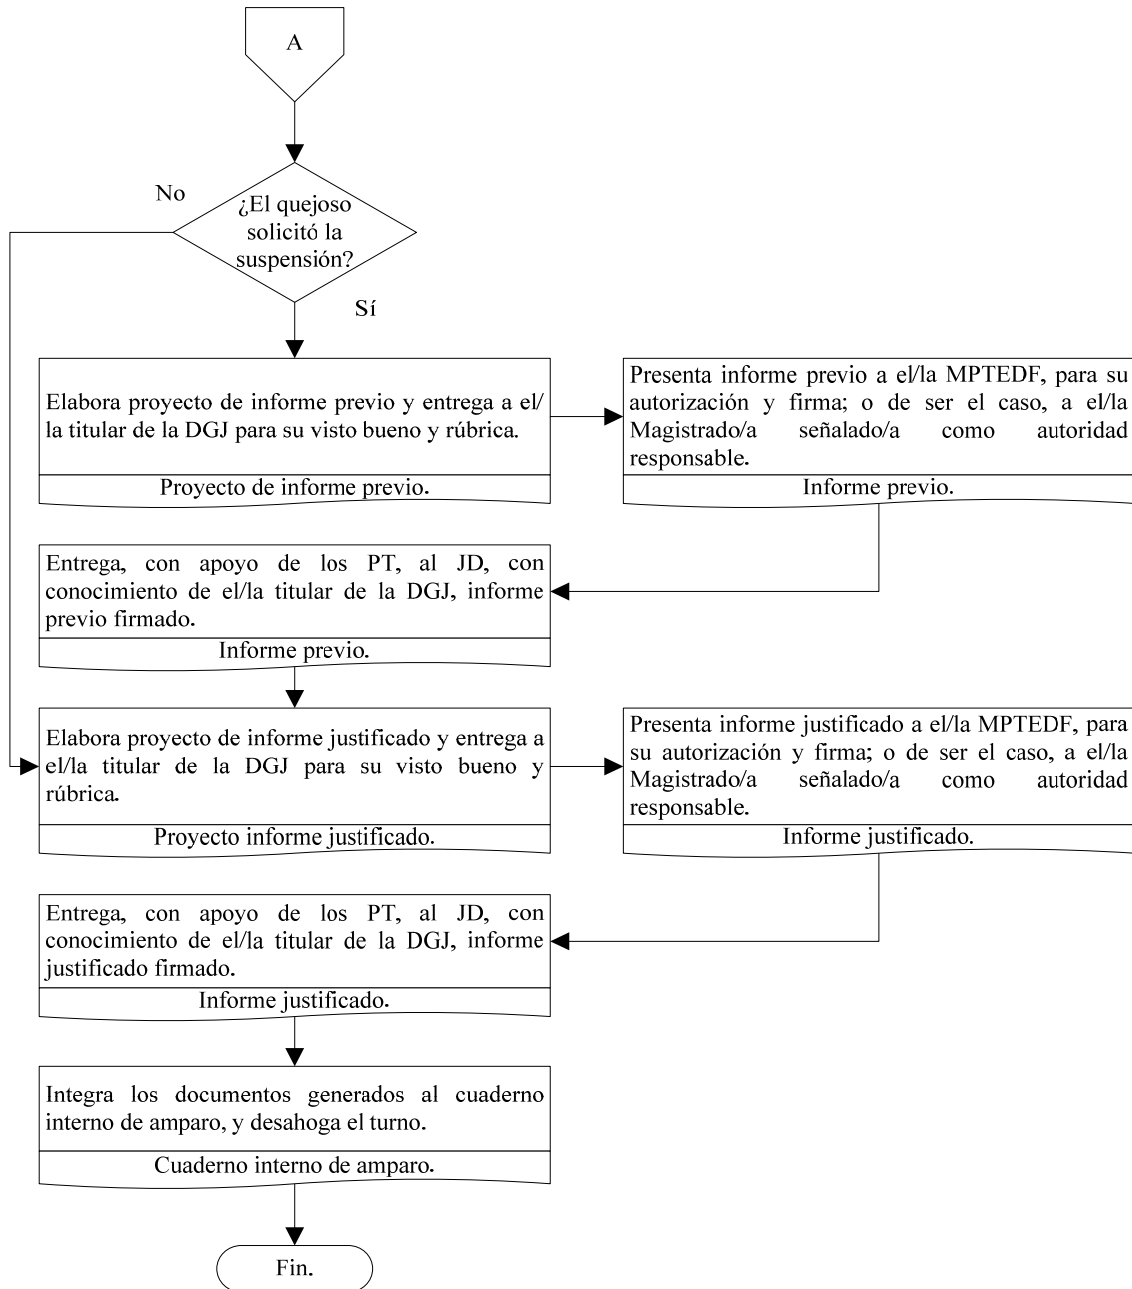 A
No
¿El quejoso
solicitó la
suspensión?
Sí
Elabora proyecto de informe previo y entrega a el/
la titular de la DGJ para su visto bueno y rúbrica.
Proyecto de informe previo.
Presenta informe previo a el/la MPTEDF, para su
autorización y firma; o de ser el caso, a el/la
Magistrado/a señalado/a como autoridad
responsable.
Informe previo.
Entrega, con apoyo de los PT, al JD, con
conocimiento de el/la titular de la DGJ, informe
previo firmado.
Informe previo.
Elabora proyecto de informe justificado y entrega a
el/la titular de la DGJ para su visto bueno y
rúbrica.
Proyecto informe justificado.
Presenta informe justificado a el/la MPTEDF, para
su autorización y firma; o de ser el caso, a el/la
Magistrado/a señalado/a como autoridad
responsable.
Informe justificado.
Entrega, con apoyo de los PT, al JD, con
conocimiento de el/la titular de la DGJ, informe
justificado firmado.
Informe justificado.
Integra los documentos generados al cuaderno
interno de amparo, y desahoga el turno.
Cuaderno interno de amparo.
Fin.